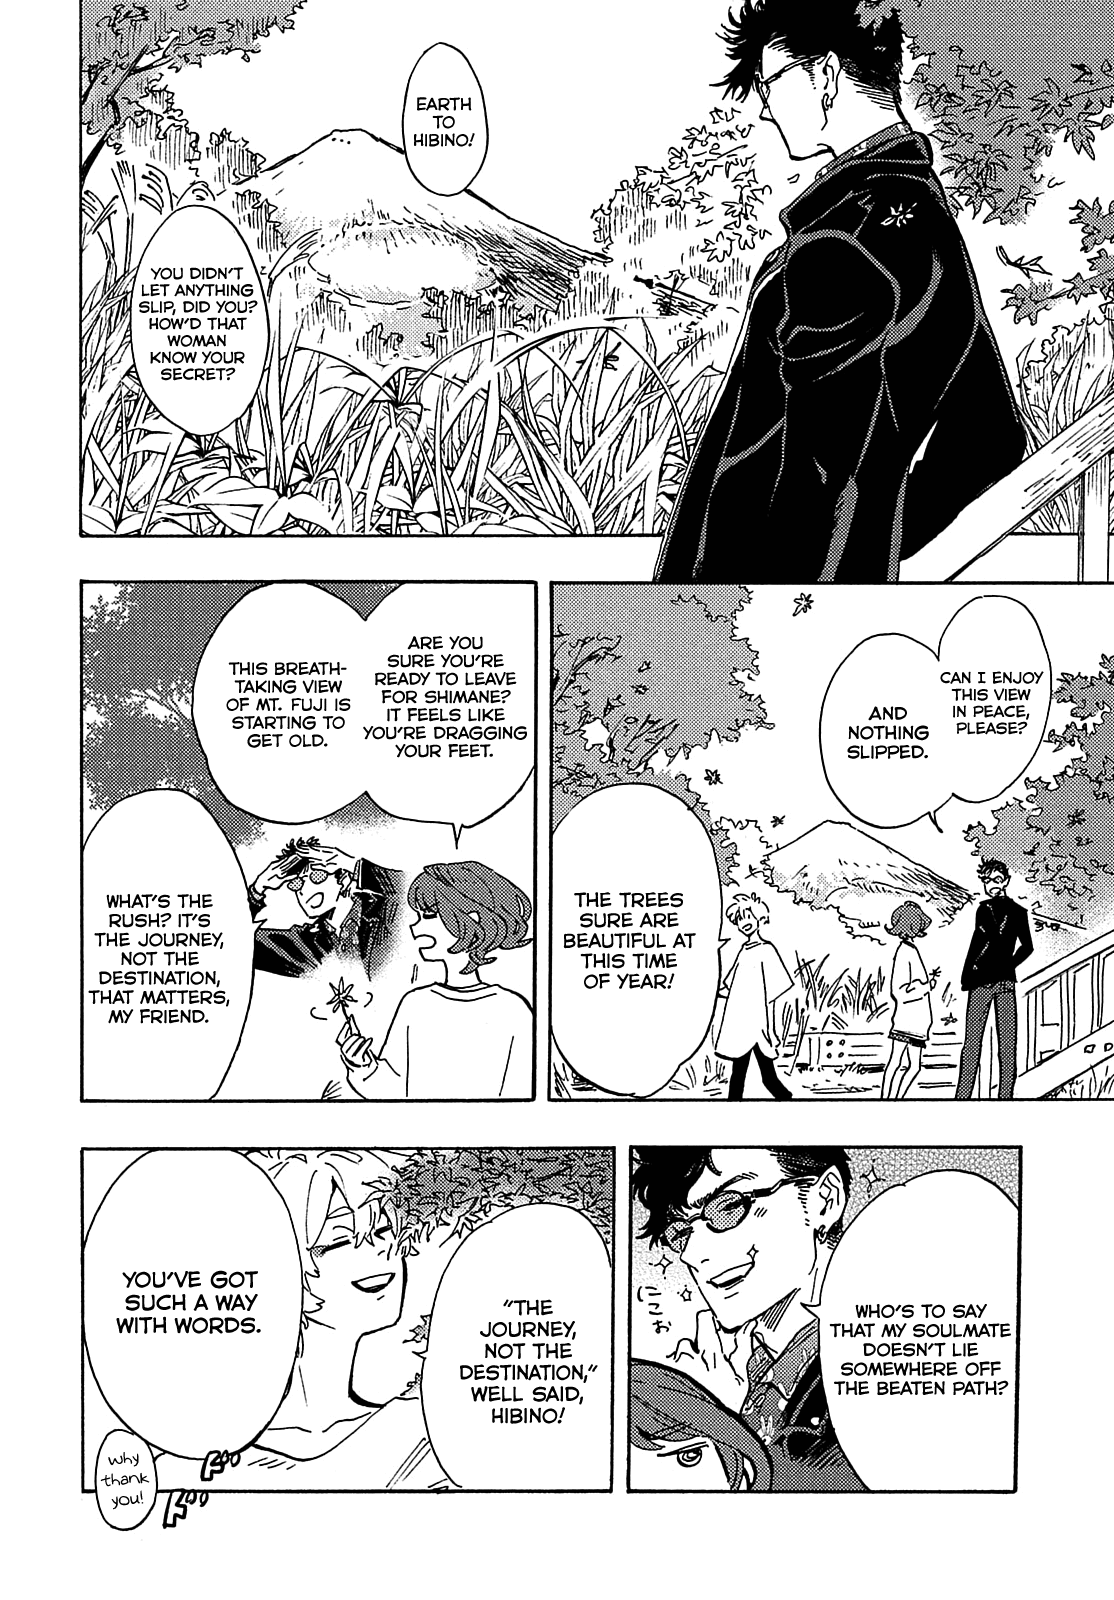 EARTH
TO
HIBINO!
YOU DIDN'T
LET ANYTHING
SLIP, DID YOU?
HOW'D THAT
WOMAN
KNOW YOUR
SECRET?
CAN I ENJOY
THIS VIEW
IN PEACE,
PLEASE?
AND
NOTHING
SLIPPED.
THE TREES
SURE ARE
BEAUTIFUL AT
THIS TIME
OF YEAR!
ARE YOU
SURE YOU'RE
READY TO LEAVE
FOR SHIMANE?
IT FEELS LIKE
YOU'RE DRAGGING
YOUR FEET.
THIS BREATH-
TAKING VIEW
OF MT. FUJI IS
STARTING TO
GET OLD.
WHAT'S THE
RUSH? IT'S
THE JOURNEY,
NOT THE
DESTINATION,
THAT MATTERS,
MY FRIEND.
WHO'S TO SAY
THAT MY SOULMATE
DOESN'T LIE
SOMEWHERE OFF
THE BEATEN PATH?
にこぉ
"THE
JOURNEY,
NOT THE
DESTINATION,"
WELL SAID,
HIBINO!
YOU'VE GOT
SUCH A WAY
WITH WORDS.
why
thank
you!